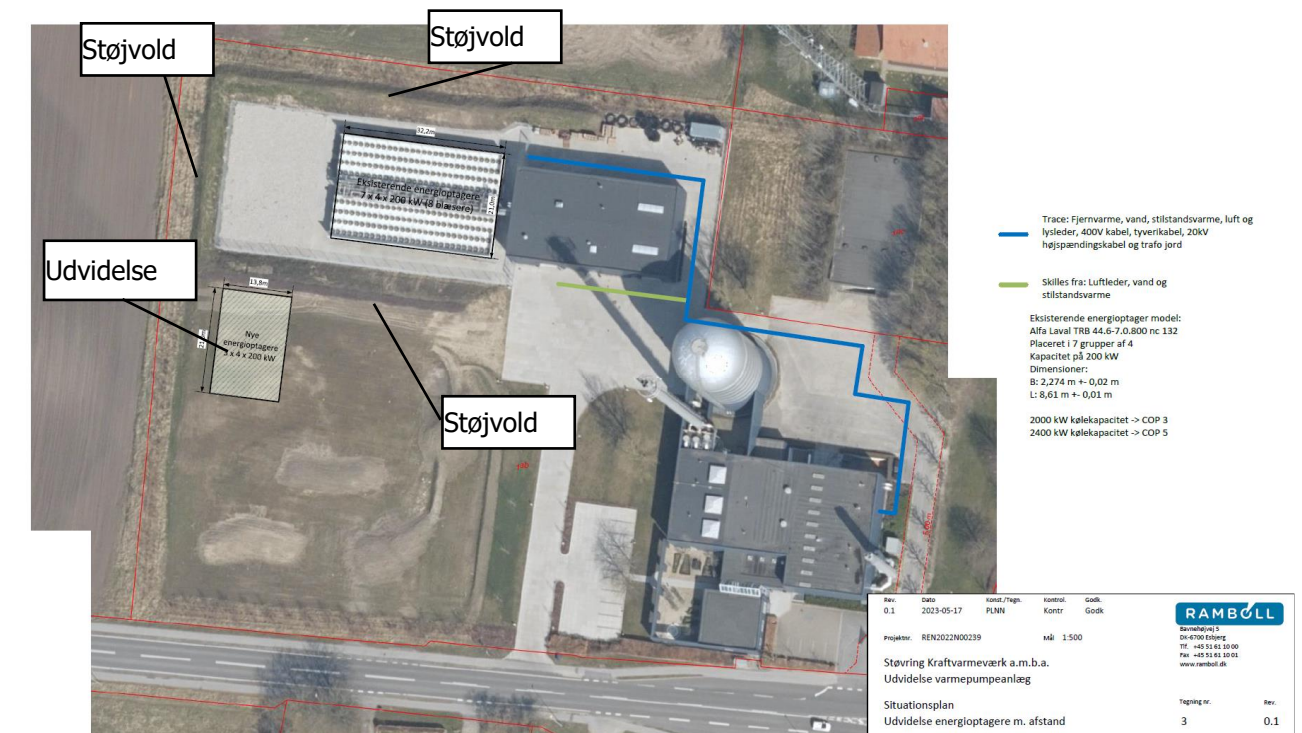 Støjvold
Støjvold
32,2m
Eksisterende energioptagere
7 x 4 x 200 kW (8 blæsere)
21,0m
Udvidelse
13,8m
Nye
energioptagere
3 x 4 x 200 kW
Støjvold
Trace: Fjernvarme, vand, stilstandsvarme, luft og
lysleder, 400V kabel, tyverikabel, 20kV
højspændingskabel og trafo jord
Skilles fra: Luftleder, vand og
stilstandsvarme
Eksisterende energioptager model:
Alfa Laval TRB 44.6-7.0.800 nc 132
Placeret i 7 grupper af 4
Kapacitet på 200 kW
Dimensioner:
B: 2,274 m +- 0,02 m
L: 8,61 m +- 0,01 m
2000 kW kølekapacitet -> COP 3
2400 kW kølekapacitet -> COP 5
Rev. Dato Konst./Tegn. Kontrol. Godk.
0.1 2023-05-17 PLNN Kontr Godk
Projektnr. REN2022N00239 Mål 1:500
Støvring Kraftvarmeværk a.m.b.a.
Udvidelse varmepumpeanlæg
Situationsplan
Udvidelse energioptagere m. afstand
RAMBOLL
Bavnehøjvej 5
DK-6700 Esbjerg
Tlf. +45 51 61 10 00
Fax +45 51 61 10 01
www.ramboll.dk
Tegning nr. Rev.
3 0.1